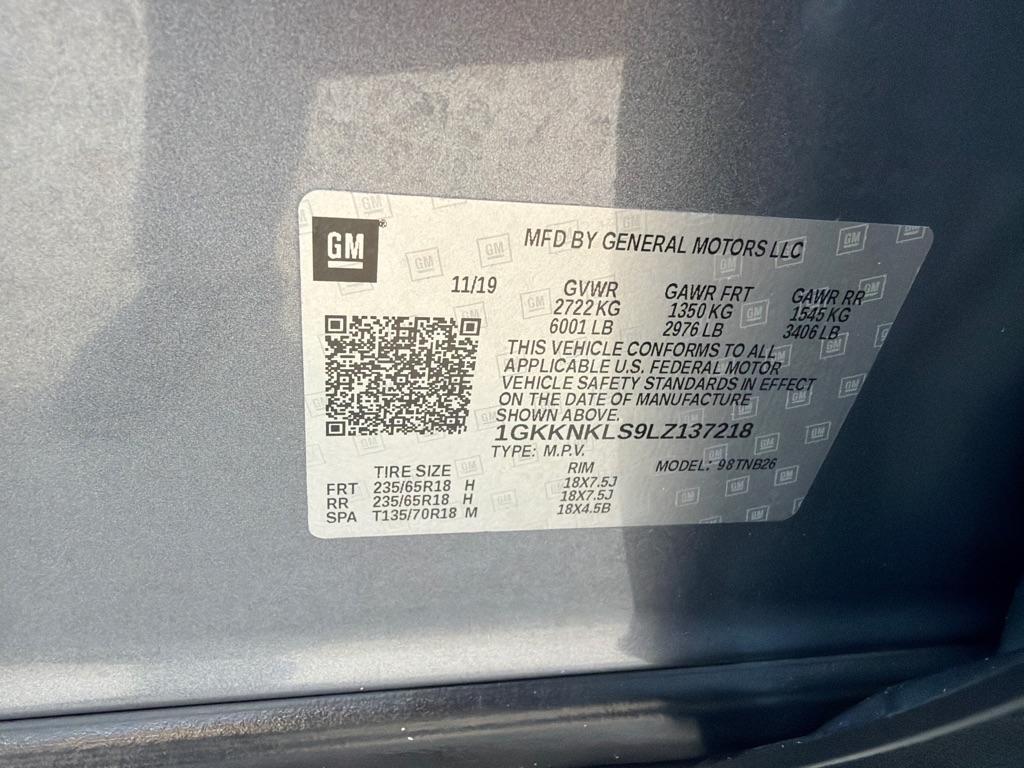 GM®
MFD BY GENERAL MOTORS LLC
11/19 GVWR GAWR FRT GAWR RR
2722 KG 1350 KG 1545 KG
6001 LB 2976 LB 3406 LB
THIS VEHICLE CONFORMS TO ALL
APPLICABLE U.S. FEDERAL MOTOR
VEHICLE SAFETY STANDARDS IN EFFECT
ON THE DATE OF MANUFACTURE
SHOWN ABOVE.
1GKKNKLS9LZ137218
TYPE: M.P.V. MODEL: 98TNB26
TIRE SIZE RIM
FRT 235/65R18 H 18X7.5J
RR 235/65R18 H 18X7.5J
SPA T135/70R18 M 18X4.5B